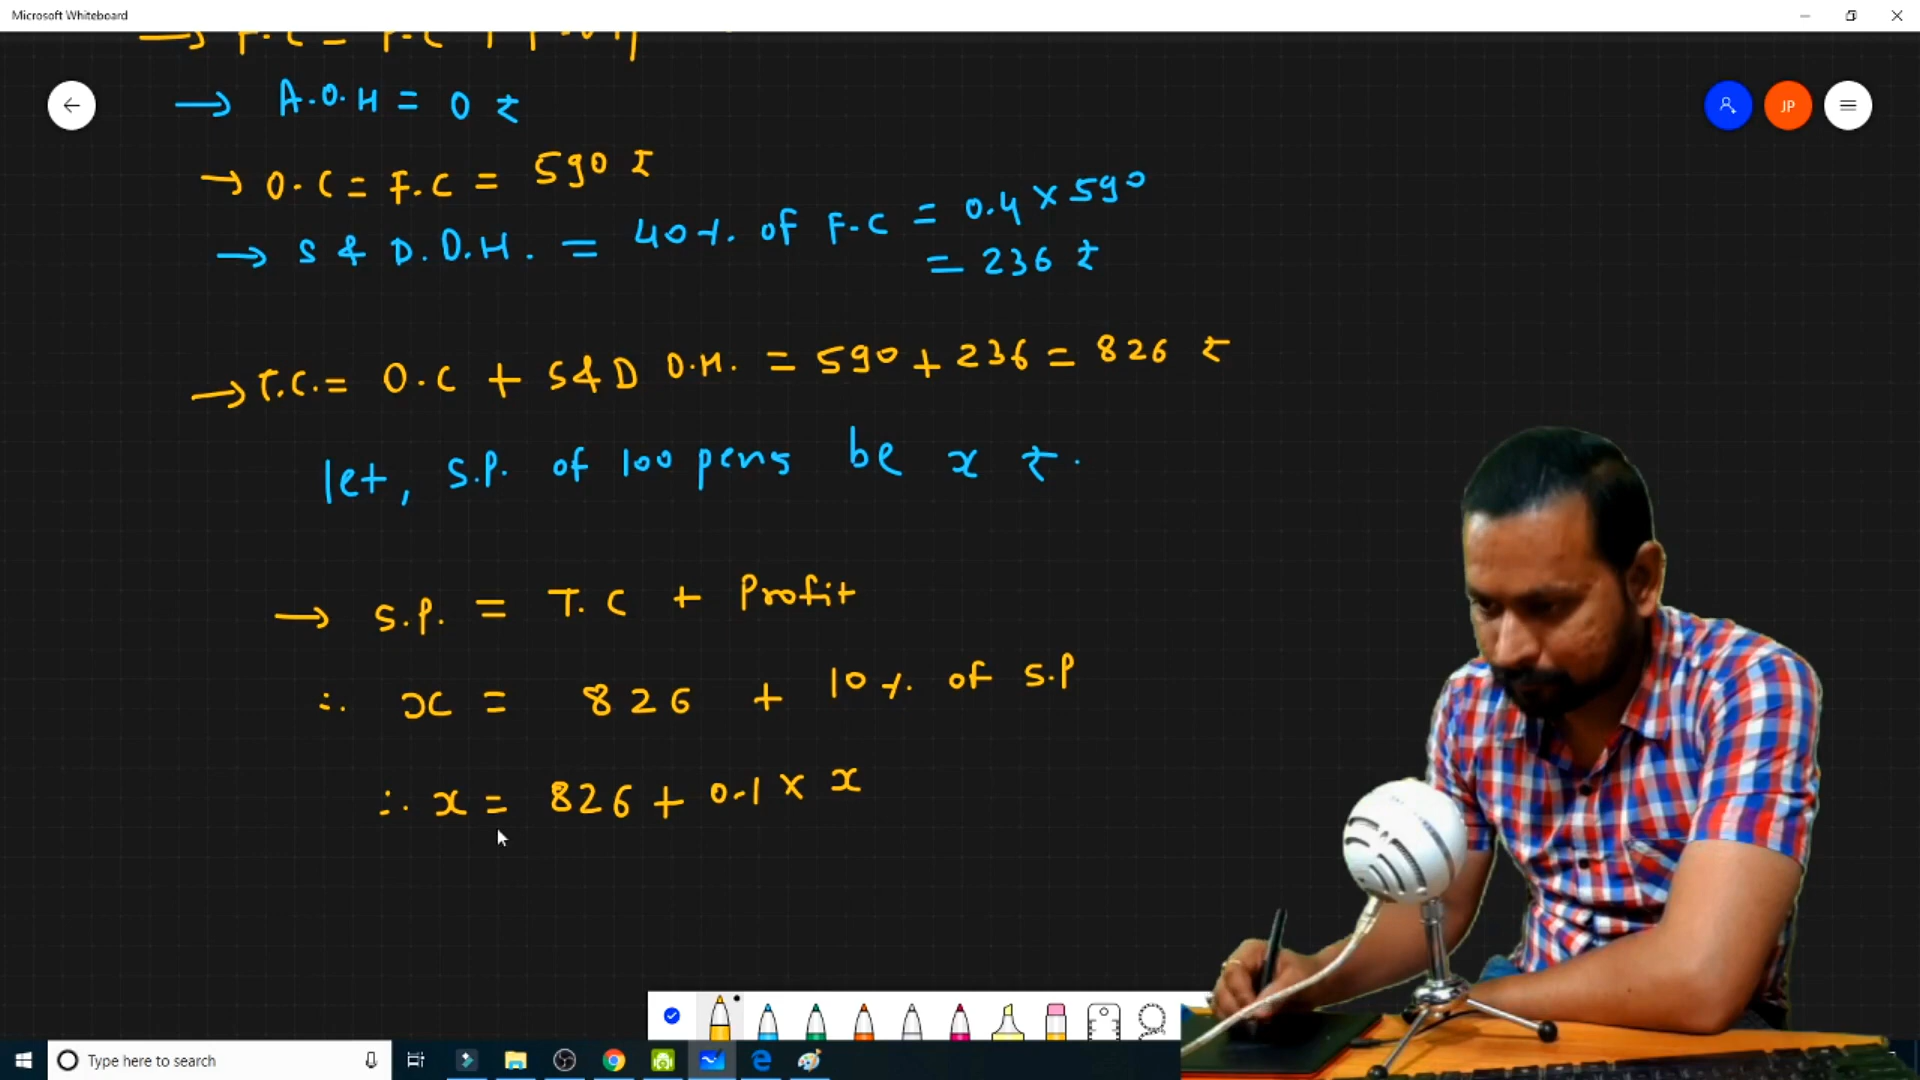 Microsoft Whiteboard
→ A.O.H = 0 ₹
JP
→ O.C = F.C = 590 ₹
→ S & D.O.H. = 40%. of F.C = 0.4 × 590
= 236 ₹
→ T.C. = O.C + S & D O.H. = 590 + 236 = 826 ₹
let, S.P. of 100 pens be x ₹.
→ S.P. = T.C + Profit
∴ x = 826 + 10%. of S.P
∴ x = 826 + 0.1 × x
Type here to search